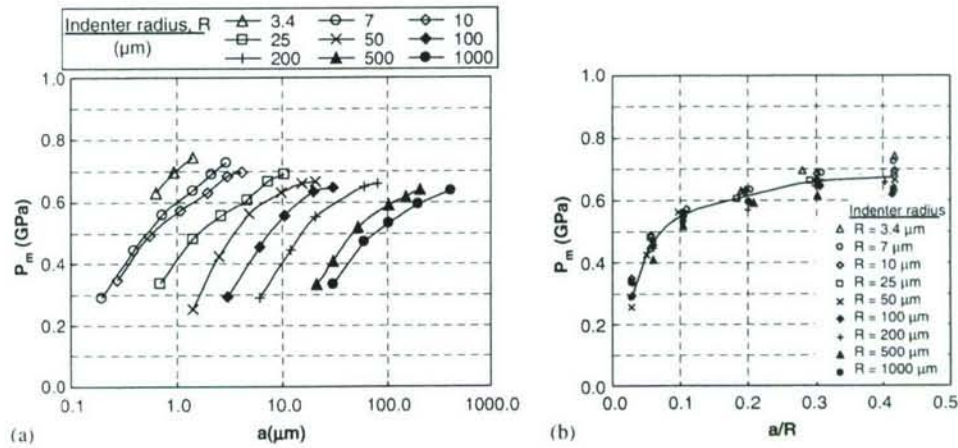 Indenter radius, R
(μm)
3.4 7 10
25 50 100
200 500 1000
1.0
0.8
0.6
0.4
0.2
0.0
Pm (GPa)
0.1 1.0 10.0 100.0 1000.0
a(μm)
(a)
1.0
0.8
0.6
0.4
0.2
0.0
Pm (GPa)
Indenter radius
R = 3.4 μm
R = 7 μm
R = 10 μm
R = 25 μm
R = 50 μm
R = 100 μm
R = 200 μm
R = 500 μm
R = 1000 μm
0.0 0.1 0.2 0.3 0.4 0.5
a/R
(b)